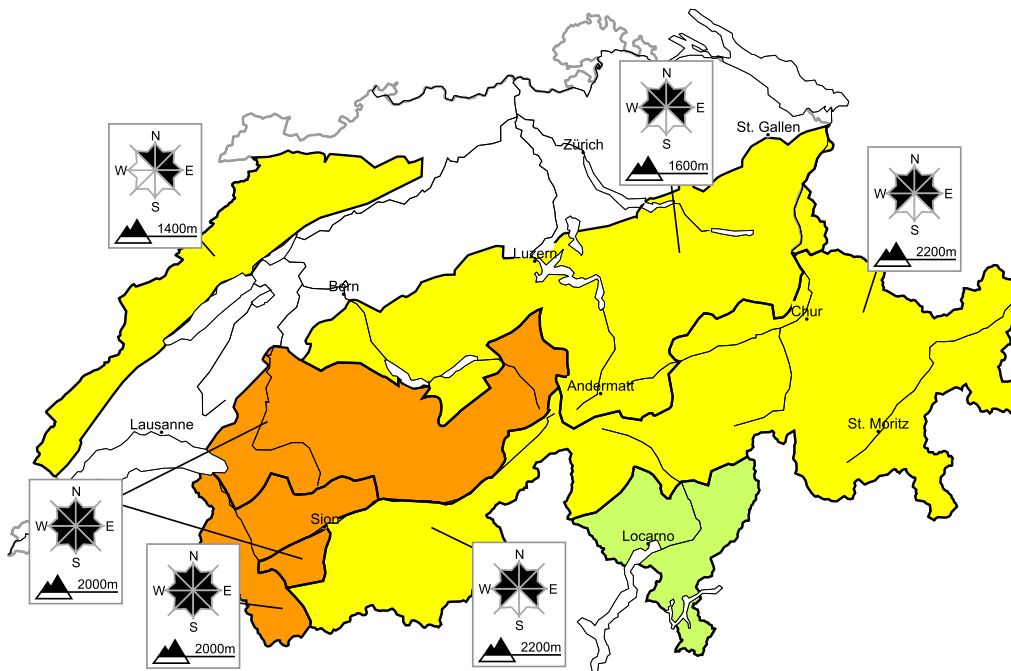 N
W E
S
1600m
St. Gallen
Zürich
N
W E
S
1400m
N
W E
S
2200m
Luzern
Bern
Chur
Andermatt
Lausanne
St. Moritz
N
W E
S
2000m
Sion
Locarno
N
W E
S
2000m
N
W E
S
2200m